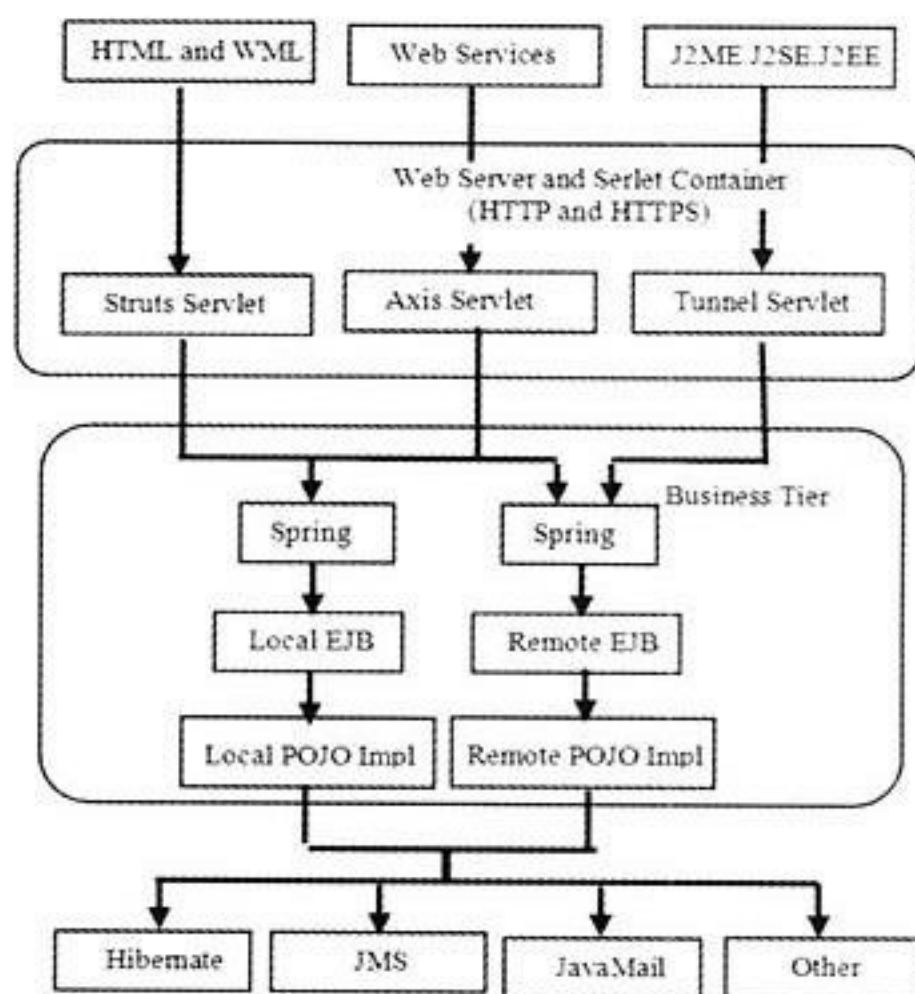 HTML and WML
Web Services
J2ME J2SE.J2EE
Web Server and Serlet Container
(HTTP and HTTPS)
Struts Servlet
Axis Servlet
Tunnel Servlet
Business Tier
Spring
Spring
Local EJB
Remote EJB
Local POJO Impl
Remote POJO Impl
Hibernate
JMS
JavaMail
Other